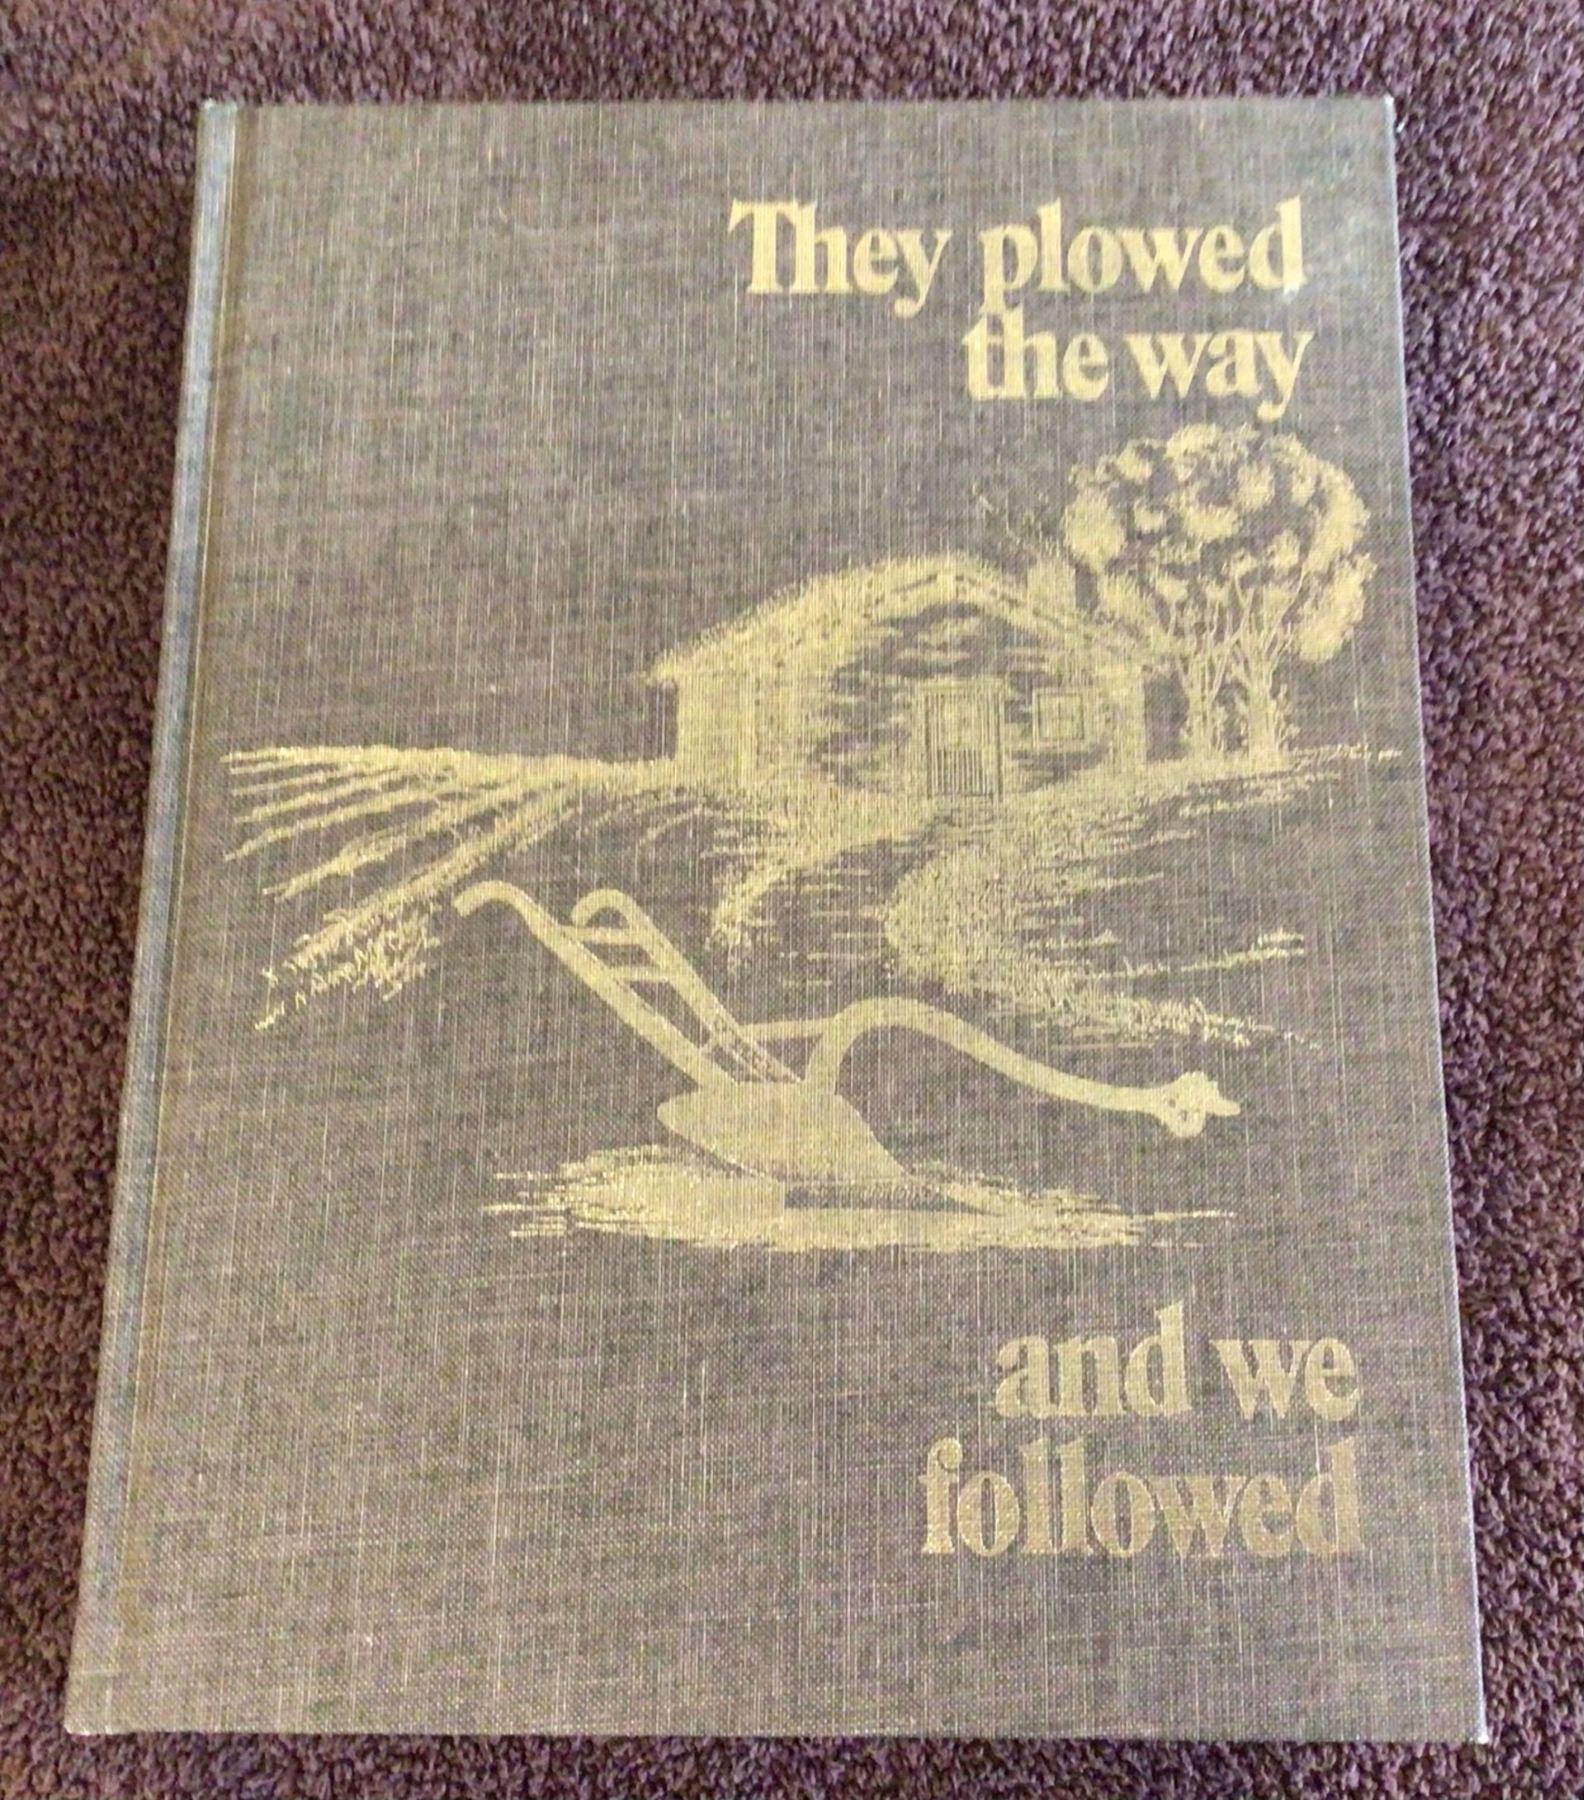 They plowed
the way
and we
followed